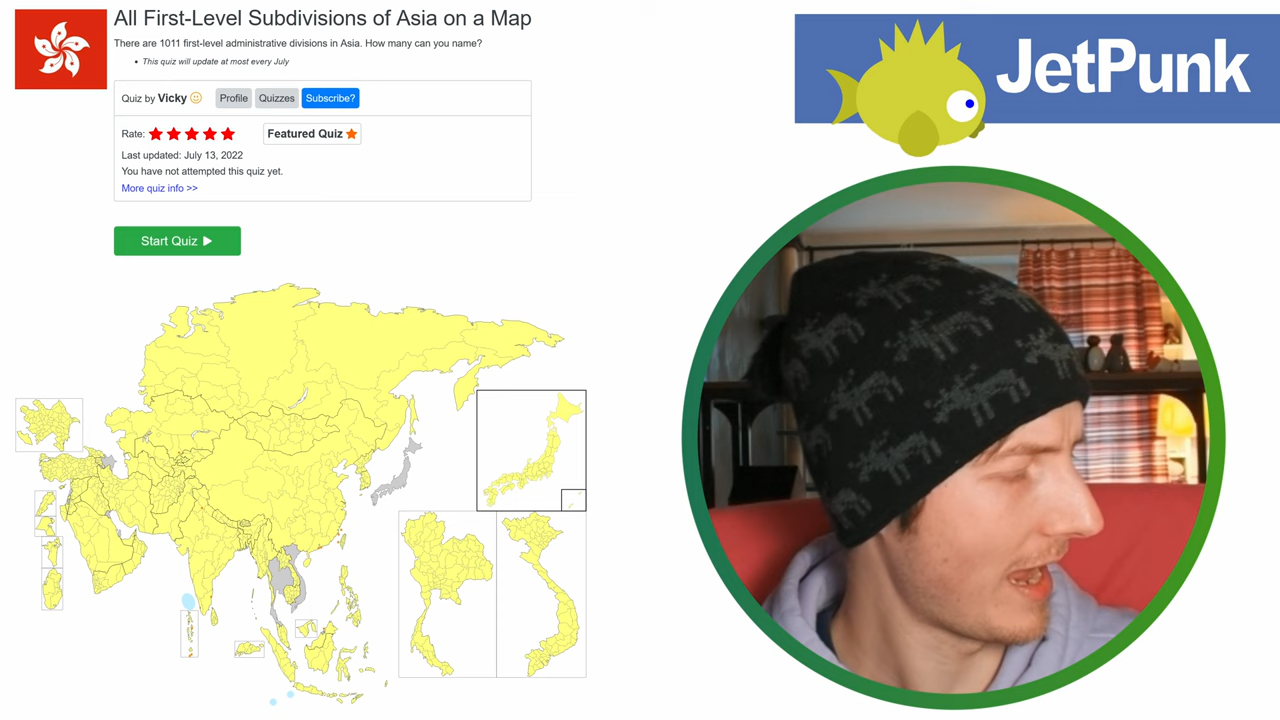 All First-Level Subdivisions of Asia on a Map
There are 1011 first-level administrative divisions in Asia. How many can you name?
This quiz will update at most every July
Quiz by Vicky
Profile
Quizzes
Subscribe?
Rate:
Featured Quiz
Last updated: July 13, 2022
You have not attempted this quiz yet.
More quiz info >>
Start Quiz
JetPunk